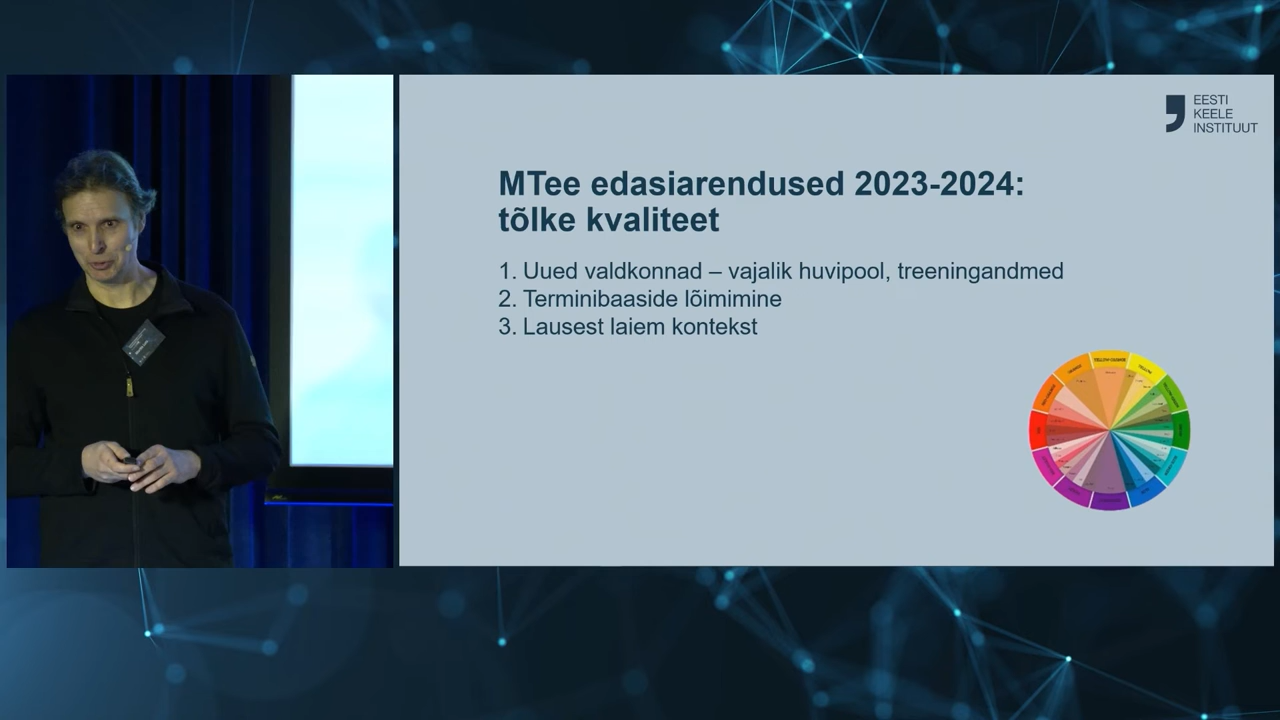 EESTI
KEELE
INSTITUUT
MTee edasiarendused 2023-2024:
tõlke kvaliteet
1. Uued valdkonnad – vajalik huvipool, treeningandmed
2. Terminibaaside lõimimine
3. Lausest laiem kontekst